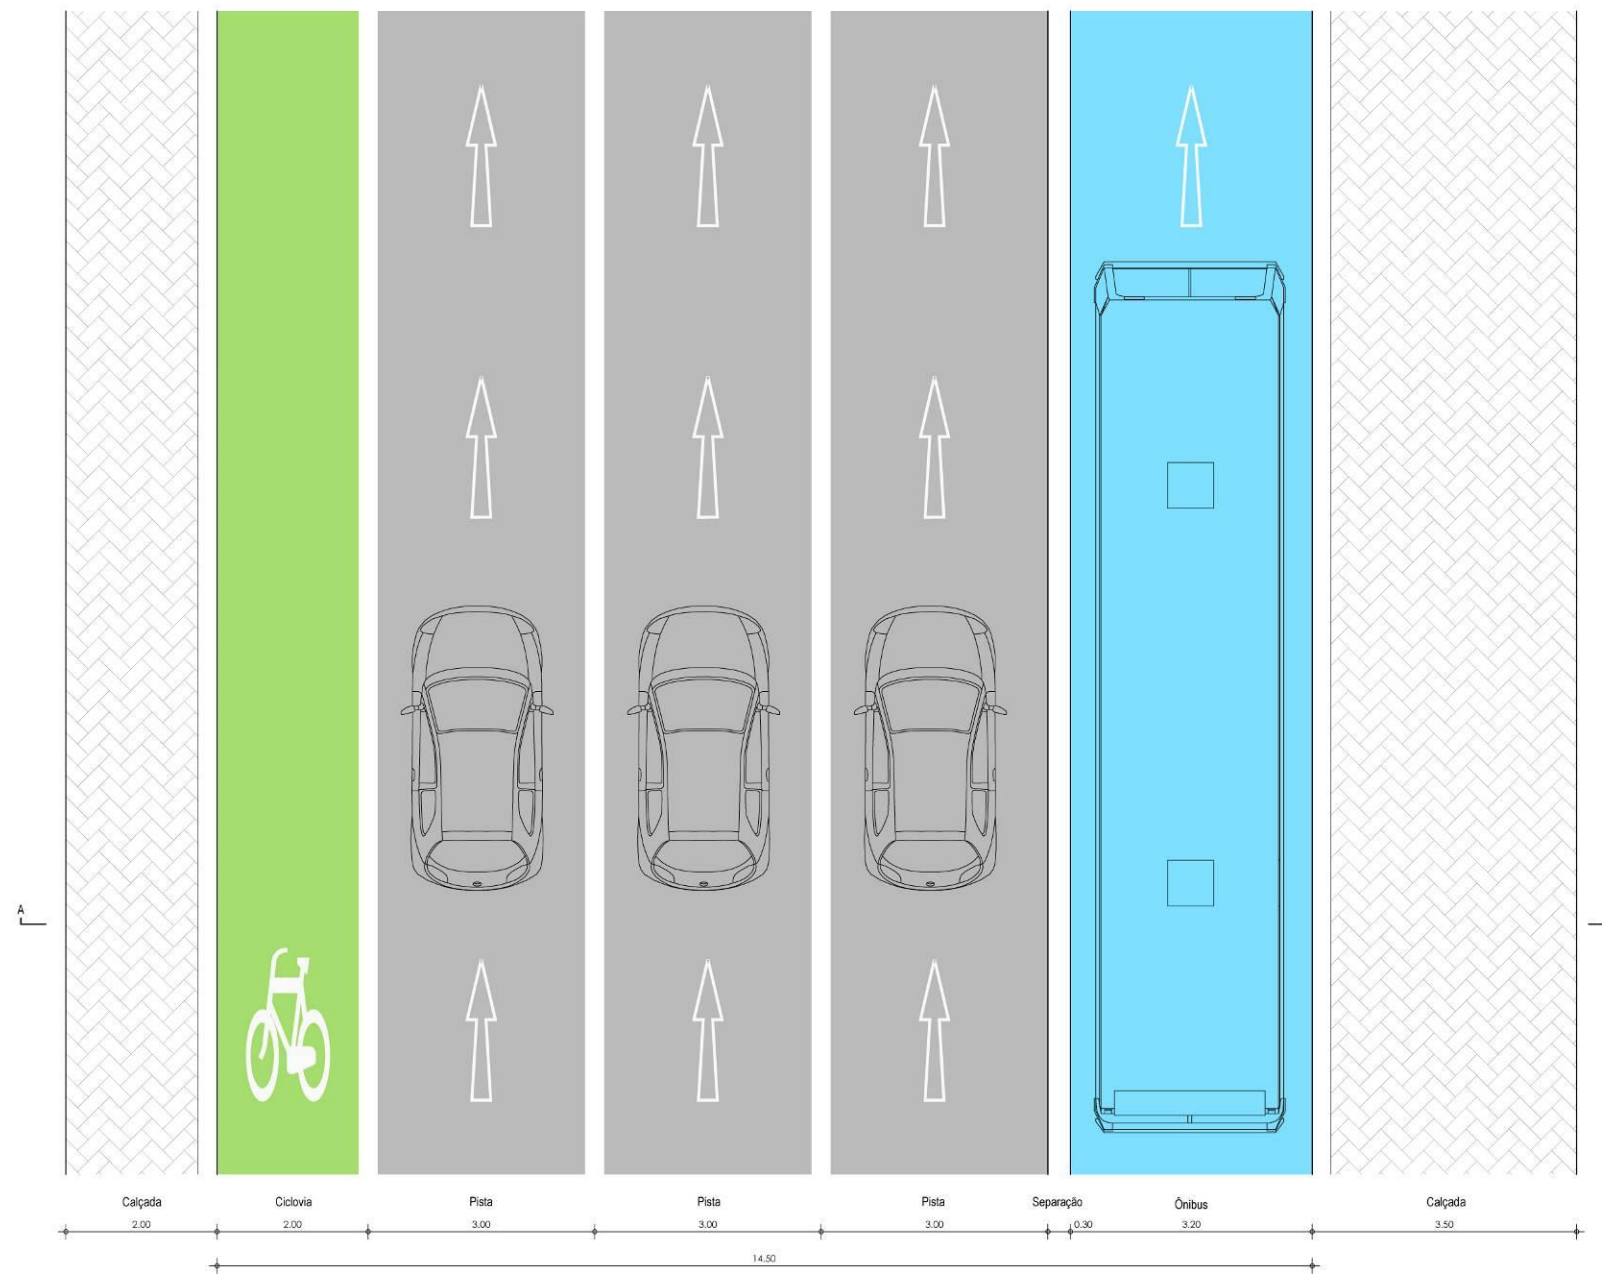 A
Calçada
Ciclovia
Pista
Pista
Pista
Separação
Ônibus
Calçada
2.00
2.00
3.00
3.00
3.00
0.30
3.20
3.50
14.50